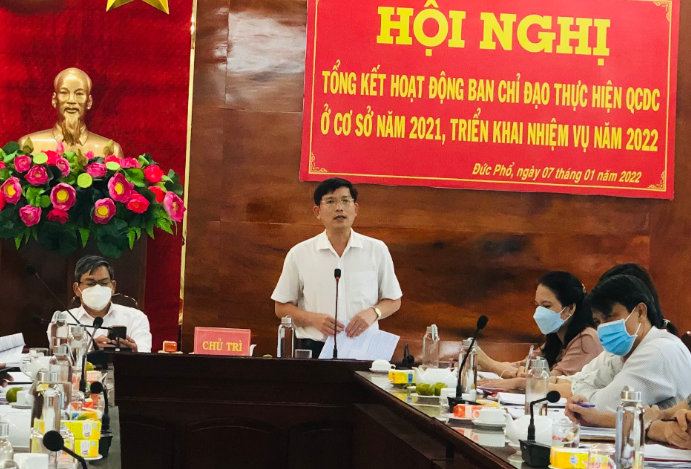 HỘI NGHỊ
TỔNG KẾT HOẠT ĐỘNG BAN CHỈ ĐẠO THỰC HIỆN QCDC
Ở CƠ SỞ NĂM 2021, TRIỂN KHAI NHIỆM VỤ NĂM 2022
Đức Phổ, ngày 07 tháng 01 năm 2022
CHỦ TRÌ